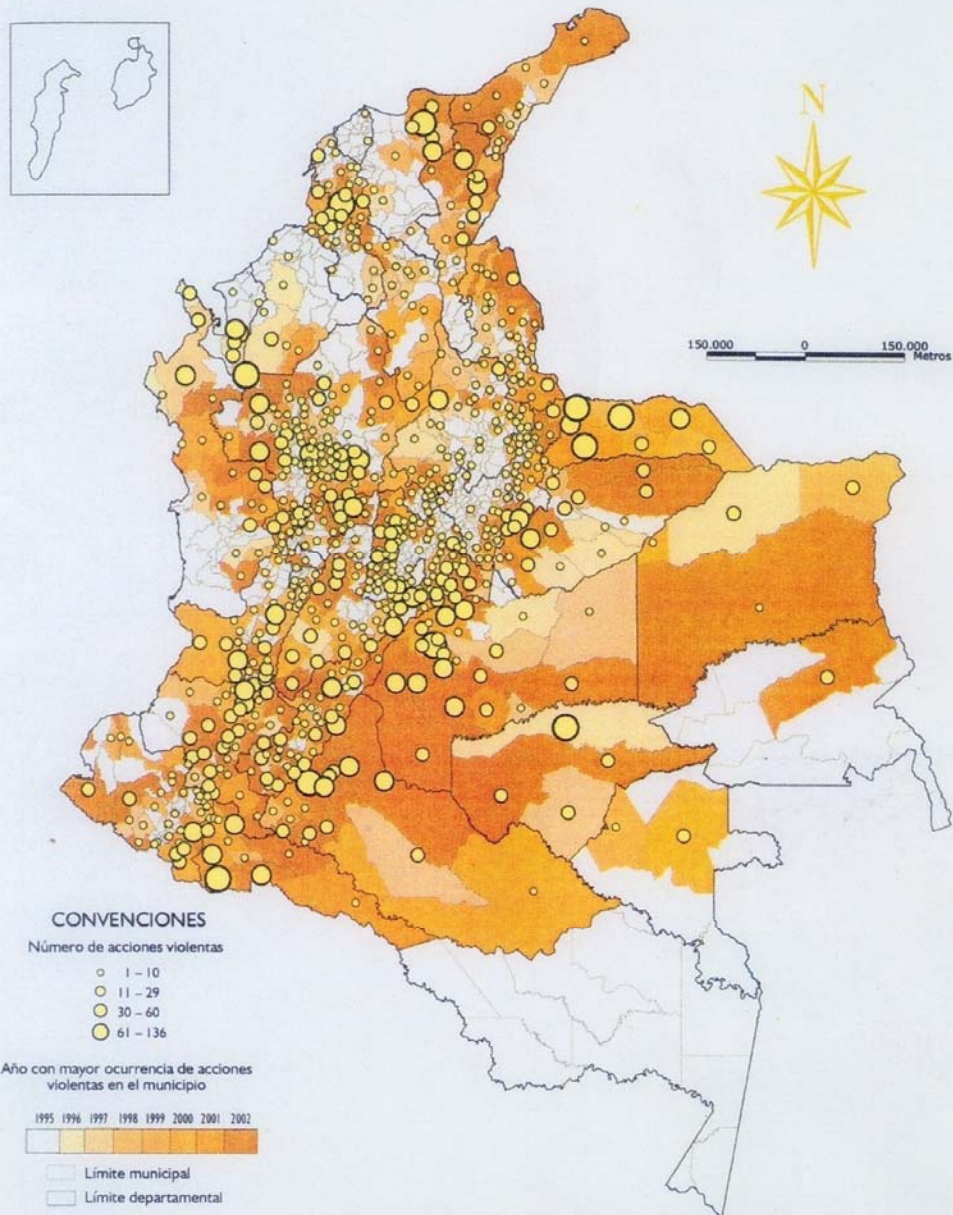 N
150.000 0 150.000
Metros
CONVENCIONES
Número de acciones violentas
1 – 10
11 – 29
30 – 60
61 – 136
Año con mayor ocurrencia de acciones
violentas en el municipio
1995 1996 1997 1998 1999 2000 2001 2002
Límite municipal
Límite departamental